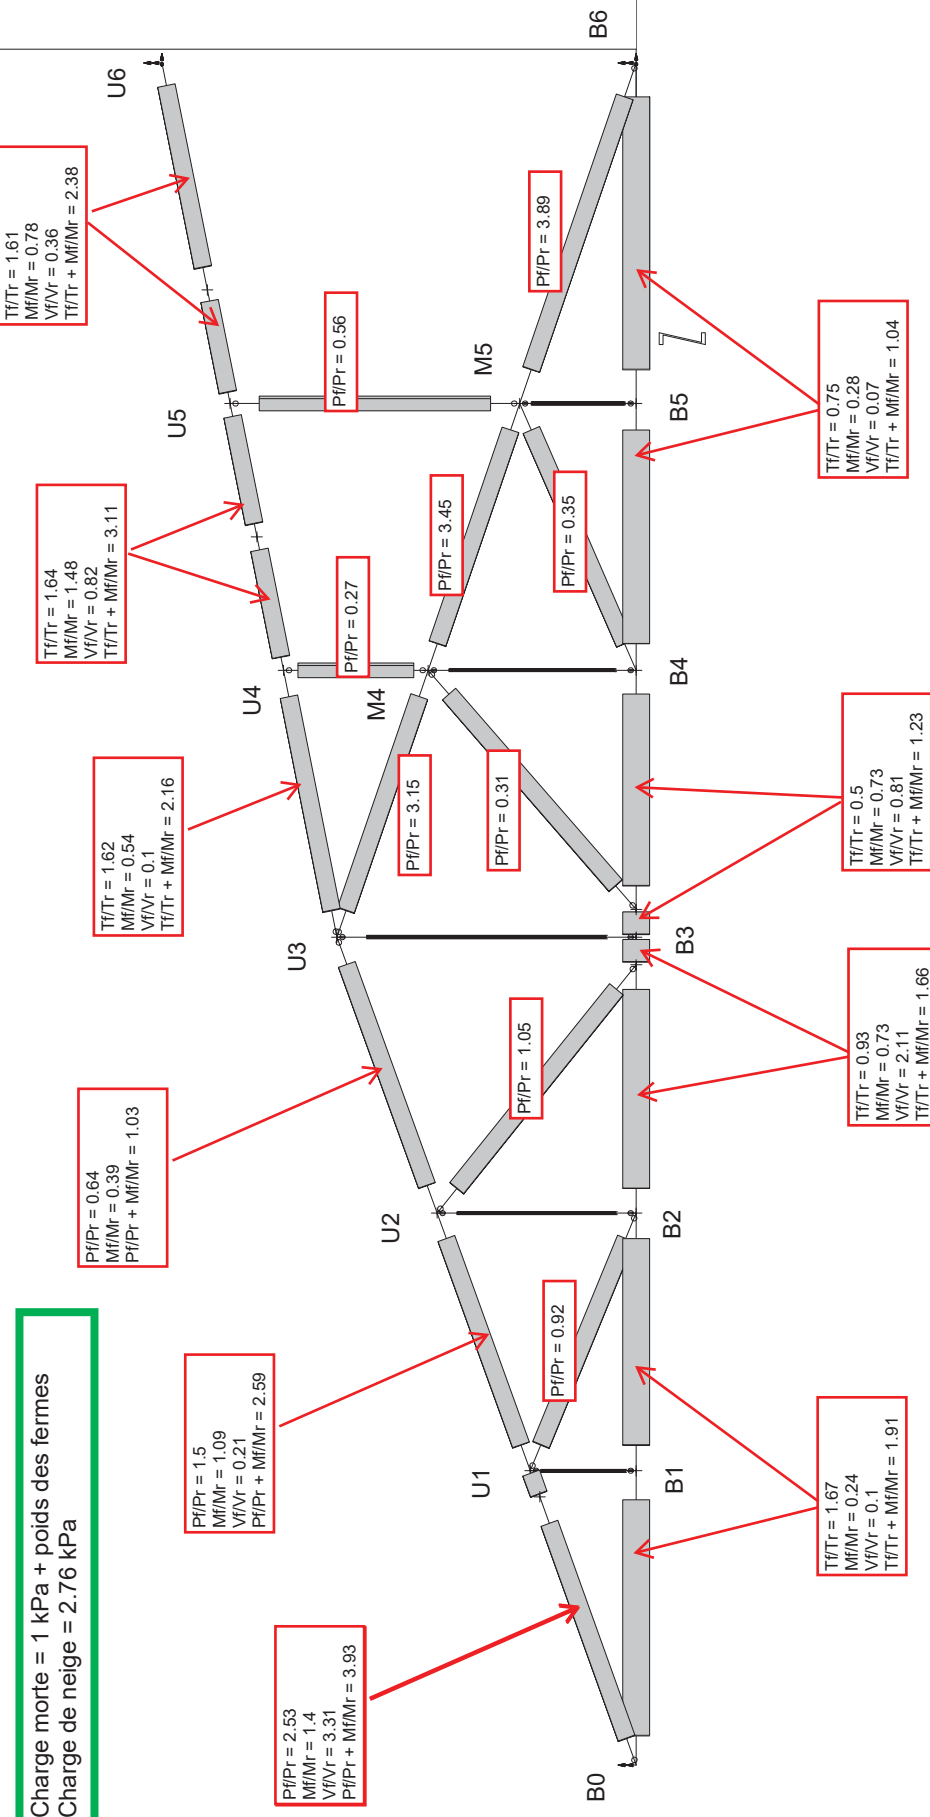 Charge morte = 1 kPa + poids des fermes
Charge de neige = 2.76 kPa
Pf/Pr = 2.53
Mf/Mr = 1.4
Vf/Vr = 3.31
Pf/Pr + Mf/Mr = 3.93
Pf/Pr = 1.5
Mf/Mr = 1.09
Vf/Vr = 0.21
Pf/Pr + Mf/Mr = 2.59
Pf/Pr = 0.64
Mf/Mr = 0.39
Pf/Pr + Mf/Mr = 1.03
Tf/Tr = 1.62
Mf/Mr = 0.54
Vf/Vr = 0.1
Tf/Tr + Mf/Mr = 2.16
Tf/Tr = 1.64
Mf/Mr = 1.48
Vf/Vr = 0.82
Tf/Tr + Mf/Mr = 3.11
Tf/Tr = 1.61
Mf/Mr = 0.78
Vf/Vr = 0.36
Tf/Tr + Mf/Mr = 2.38
U1
U2
U3
U4
U5
U6
M4
M5
Pf/Pr = 0.92
Pf/Pr = 1.05
Pf/Pr = 3.15
Pf/Pr = 0.31
Pf/Pr = 0.27
Pf/Pr = 3.45
Pf/Pr = 0.35
Pf/Pr = 0.56
Pf/Pr = 3.89
B0
B1
B2
B3
B4
B5
B6
Tf/Tr = 1.67
Mf/Mr = 0.24
Vf/Vr = 0.1
Tf/Tr + Mf/Mr = 1.91
Tf/Tr = 0.93
Mf/Mr = 0.73
Vf/Vr = 2.11
Tf/Tr + Mf/Mr = 1.66
Tf/Tr = 0.5
Mf/Mr = 0.73
Vf/Vr = 0.81
Tf/Tr + Mf/Mr = 1.23
Tf/Tr = 0.75
Mf/Mr = 0.28
Vf/Vr = 0.07
Tf/Tr + Mf/Mr = 1.04